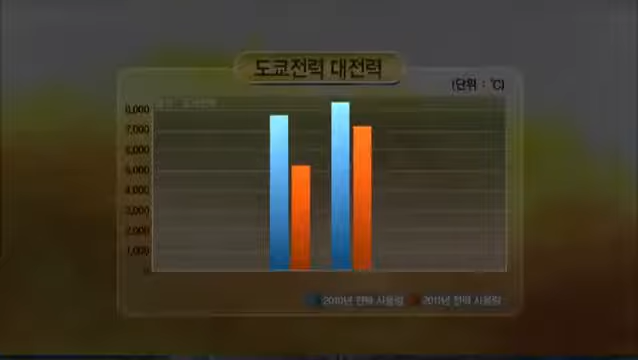 도쿄전력 대전력
(단위 : ℃)
8,000
7,000
6,000
5,000
4,000
3,000
2,000
1,000
0
2010년 전력 사용량
2011년 전력 사용량